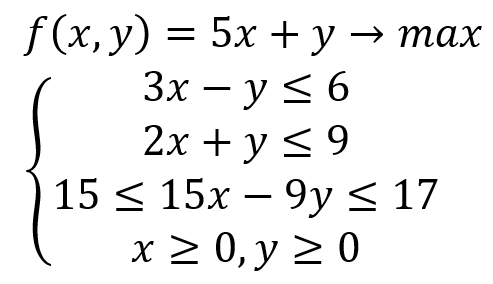 f(x, y) = 5x + y → max
3x − y ≤ 6
2x + y ≤ 9
15 ≤ 15x − 9y ≤ 17
x ≥ 0, y ≥ 0